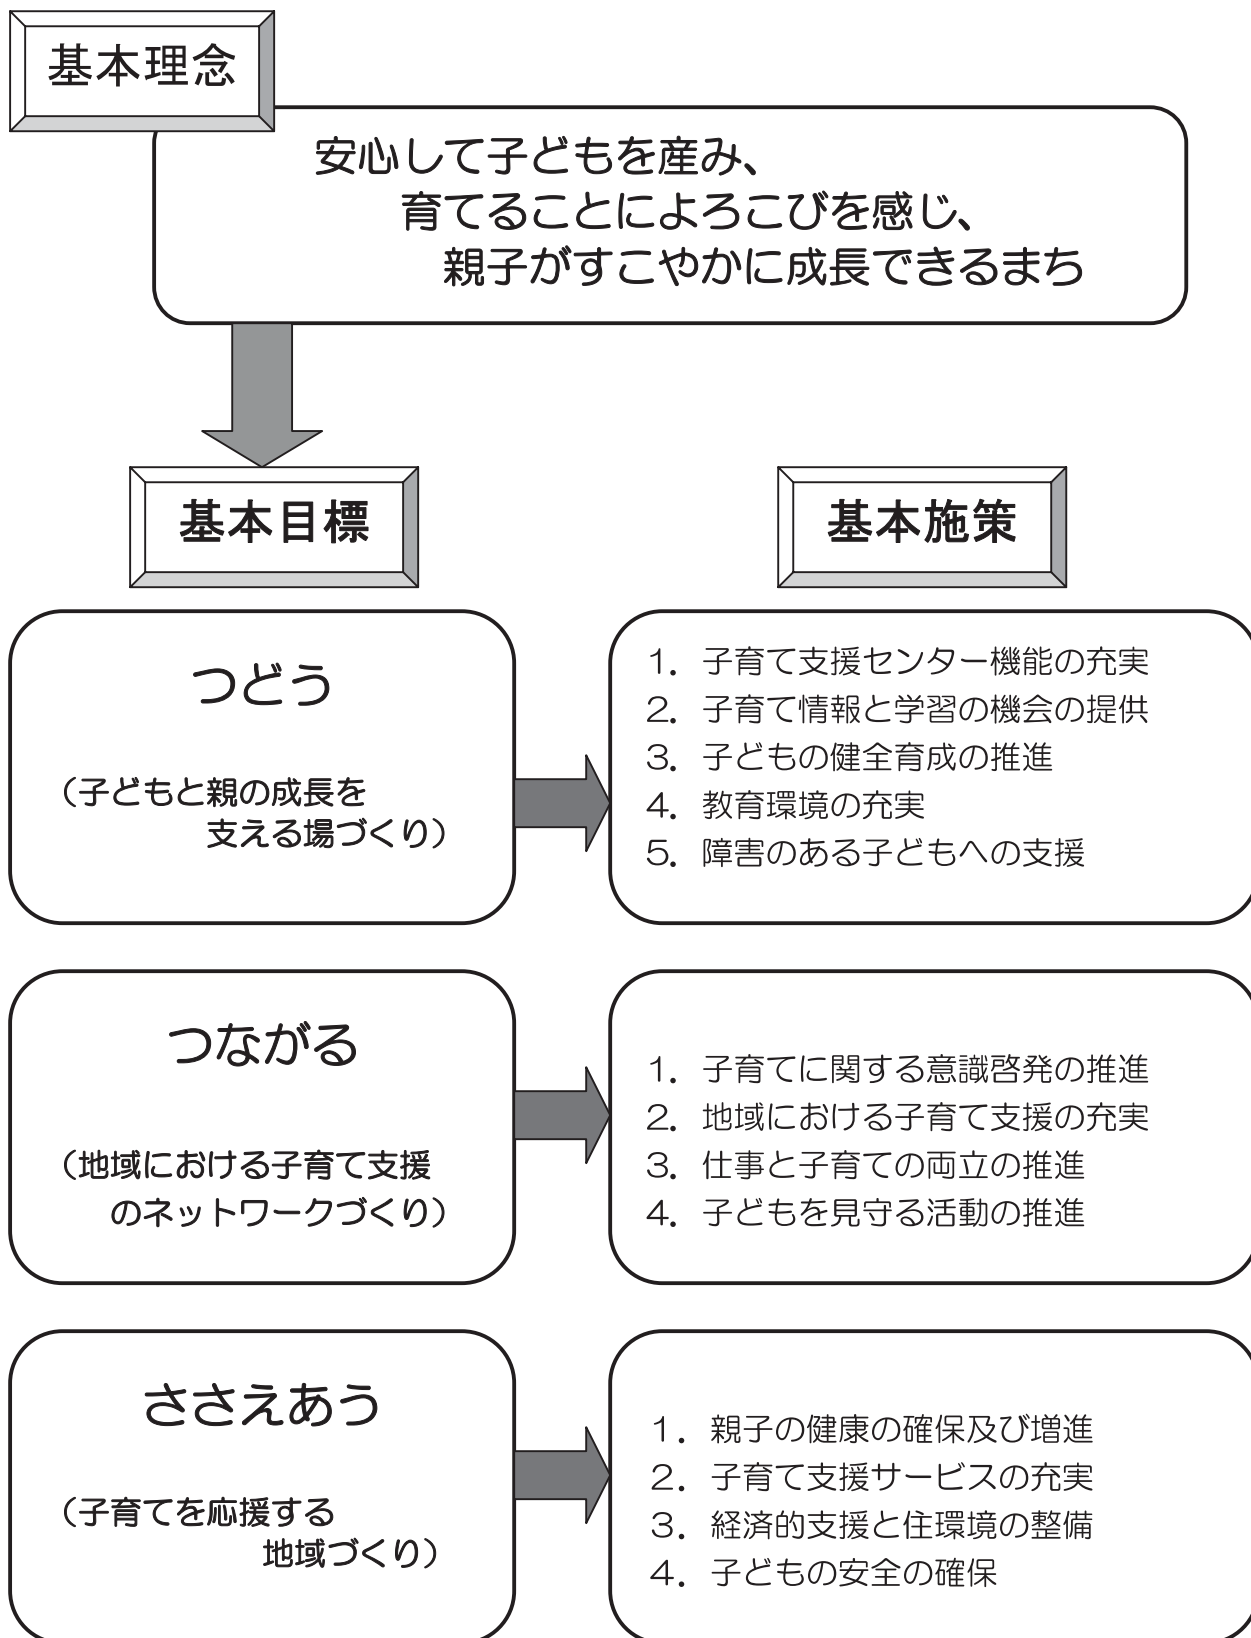 基本理念
安心して子どもを産み、
育てることによろこびを感じ、
親子がすこやかに成長できるまち
基本目標
基本施策
つどう
（子どもと親の成長を
支える場づくり）
1．子育て支援センター機能の充実
2．子育て情報と学習の機会の提供
3．子どもの健全育成の推進
4．教育環境の充実
5．障害のある子どもへの支援
つながる
（地域における子育て支援
のネットワークづくり）
1．子育てに関する意識啓発の推進
2．地域における子育て支援の充実
3．仕事と子育ての両立の推進
4．子どもを見守る活動の推進
ささえあう
（子育てを応援する
地域づくり）
1．親子の健康の確保及び増進
2．子育て支援サービスの充実
3．経済的支援と住環境の整備
4．子どもの安全の確保